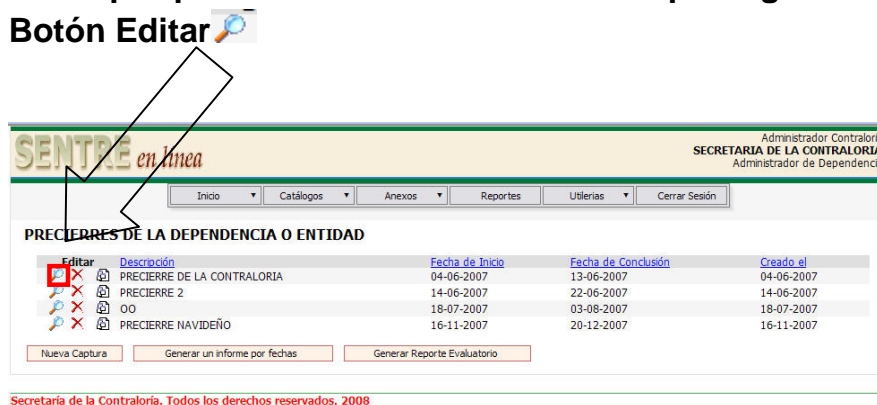 Botón Editar
SENTRE en línea
Administrador Contralori
SECRETARIA DE LA CONTRALORIA
Administrador de Dependenci
Inicio Catálogos Anexos Reportes Utilerias Cerrar Sesión
PRECIERRES DE LA DEPENDENCIA O ENTIDAD
Editar Descripción Fecha de Inicio Fecha de Conclusión Creado el
PRECIERRE DE LA CONTRALORIA 04-06-2007 13-06-2007 04-06-2007
PRECIERRE 2 14-06-2007 22-06-2007 14-06-2007
OO 18-07-2007 03-08-2007 18-07-2007
PRECIERRE NAVIDEÑO 16-11-2007 20-12-2007 16-11-2007
Nueva Captura Generar un informe por fechas Generar Reporte Evaluatorio
Secretaría de la Contraloría. Todos los derechos reservados. 2008